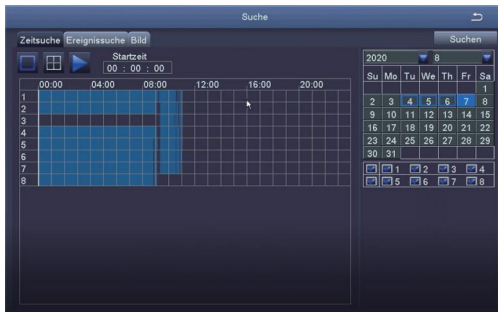 Suche
Zeitsuche Ereignissuche Bild
Suchen
Startzeit
00 : 00 : 00
2020 8
Su Mo Tu We Th Fr Sa
1
2 3 4 5 6 7 8
9 10 11 12 13 14 15
16 17 18 19 20 21 22
23 24 25 26 27 28 29
30 31
00:00 04:00 08:00 12:00 16:00 20:00
1
2
3
4
5
6
7
8
1 2 3 4
5 6 7 8